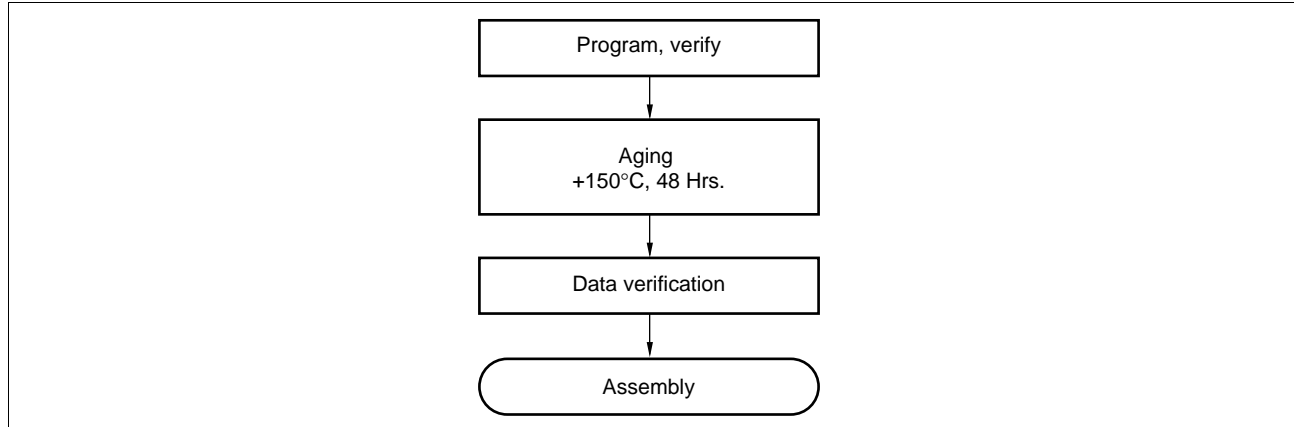 Program, verify
Aging
+150°C, 48 Hrs.
Data verification
Assembly